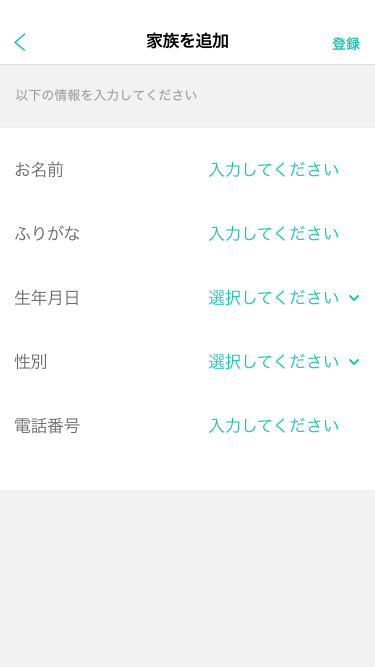 家族を追加
登録
以下の情報を入力してください
お名前 入力してください
ふりがな 入力してください
生年月日 選択してください
性別 選択してください
電話番号 入力してください